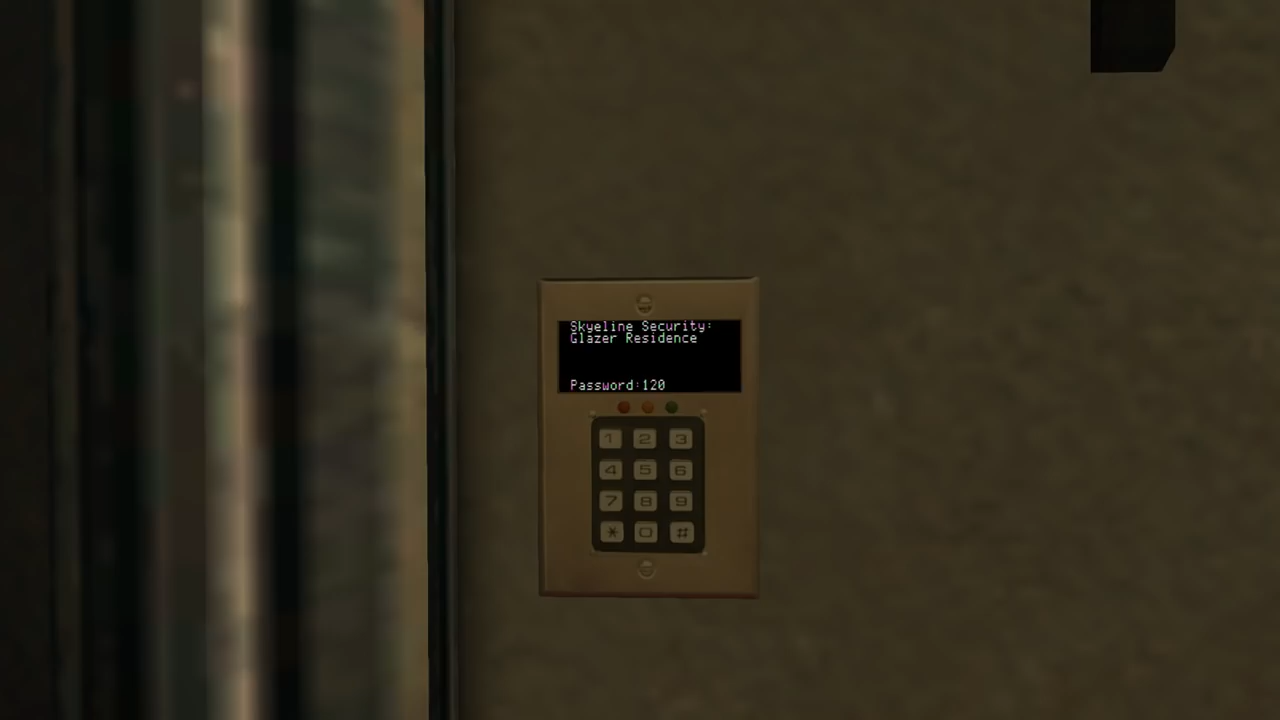 Skyeline Security:
Glazer Residence
Password:120
1 2 3
4 5 6
7 8 9
* 0 #